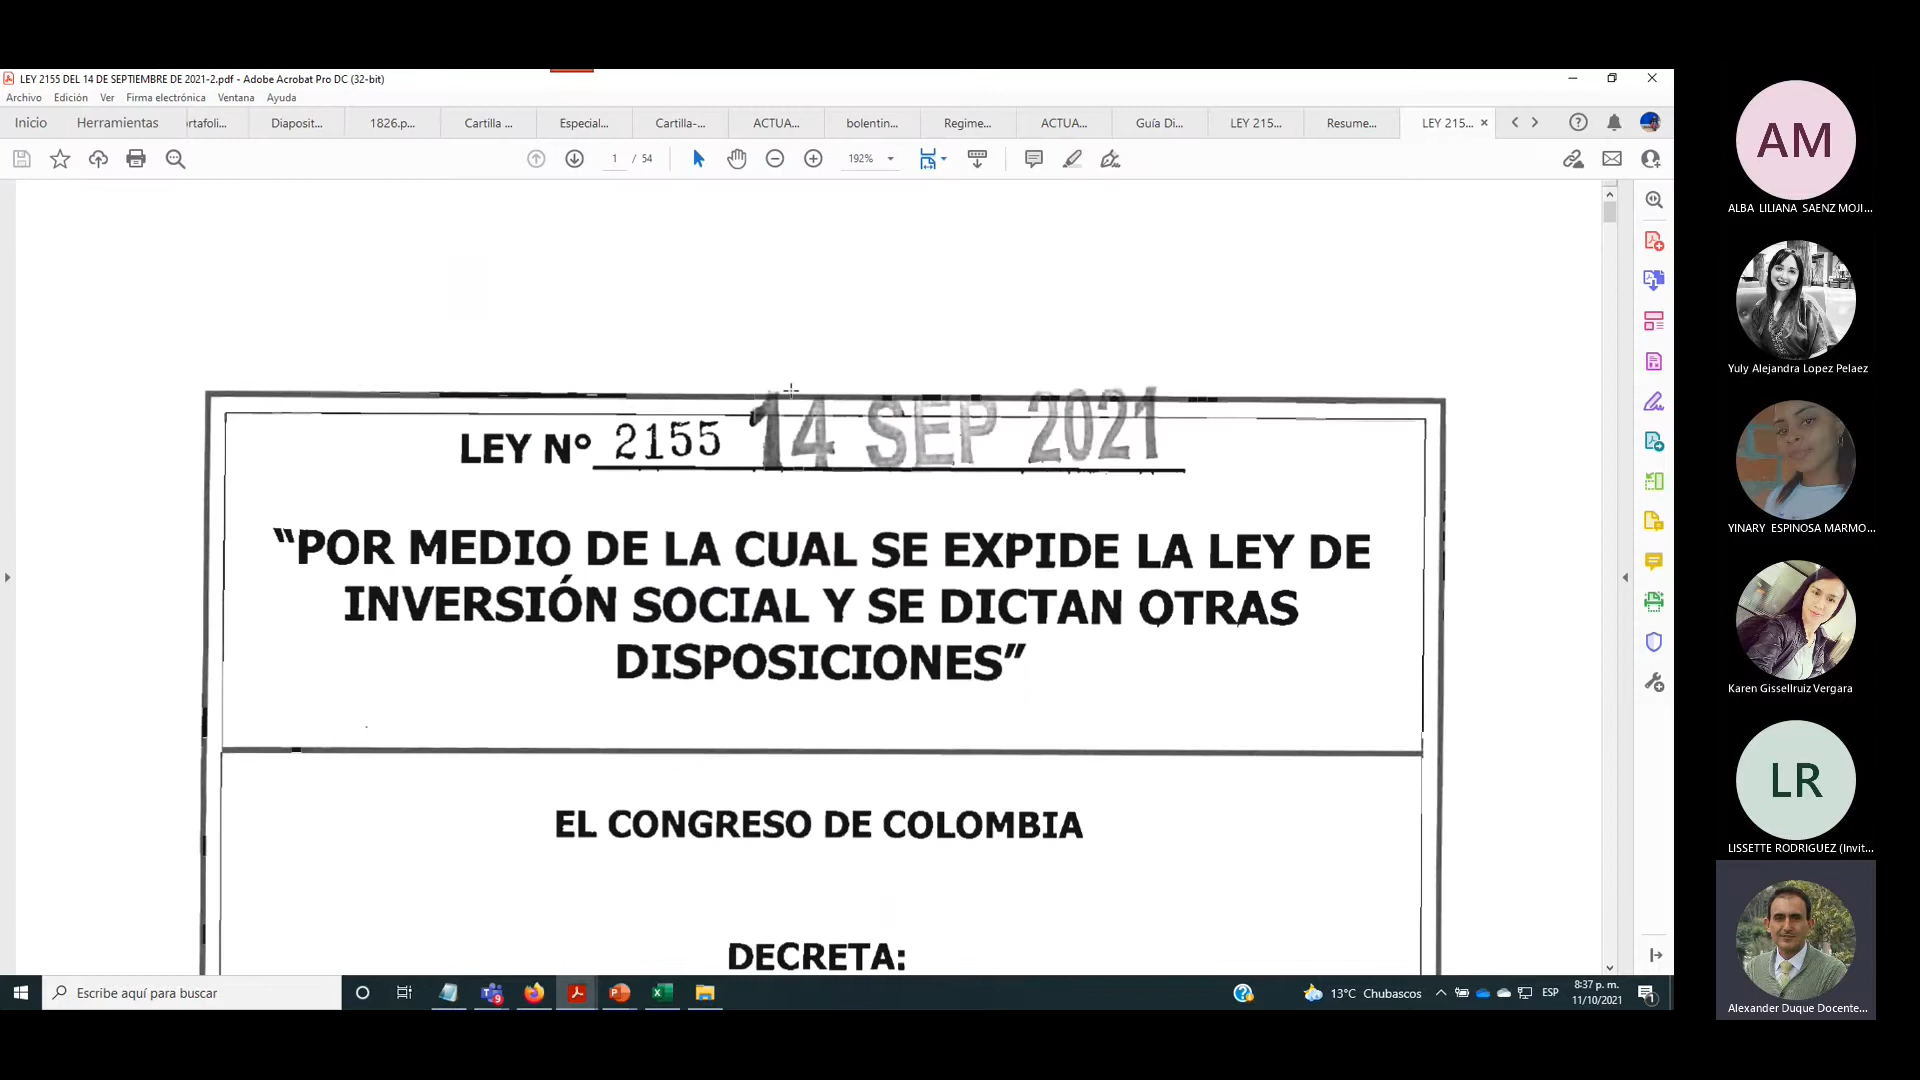 LEY 2155 DEL 14 DE SEPTIEMBRE DE 2021-2.pdf - Adobe Acrobat Pro DC (32-bit)
Archivo Edición Ver Firma electrónica Ventana Ayuda
Inicio Herramientas rtafoli... Diaposit... 1826.p... Cartilla ... Especial... Cartilla-... ACTUA... boletin... Regime... ACTUA... Guía Di... LEY 215... Resume... LEY 215...
1 / 54 192%
LEY Nº 2155 14 SEP 2021
“POR MEDIO DE LA CUAL SE EXPIDE LA LEY DE
INVERSIÓN SOCIAL Y SE DICTAN OTRAS
DISPOSICIONES”
EL CONGRESO DE COLOMBIA
DECRETA:
Escribe aquí para buscar
9
13°C Chubascos
ESP
8:37 p. m.
11/10/2021
1
AM
ALBA LILIANA SAENZ MOJI...
Yuly Alejandra Lopez Pelaez
YINARY ESPINOSA MARMO...
Karen Gissellruiz Vergara
LR
LISSETTE RODRIGUEZ (Invit...
Alexander Duque Docente...